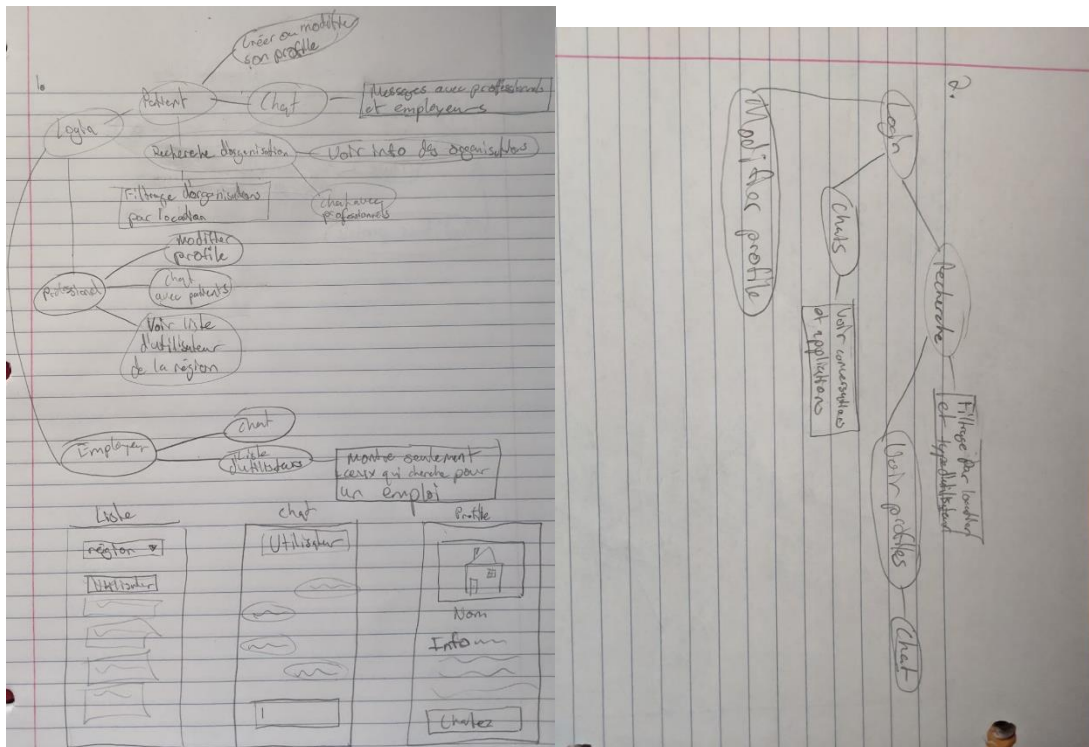 1.
Créer ou modifier
son profile
Patient
Chat
Messages avec professionals
et employeurs
Login
Recherche d'organisation
Voir info des organisations
Filtrage d'organisations
par location
Chat avec
professionnels
modifier
profile
Professional
chat
avec patients
Voir liste
d'utilisateur
de la région
Employeur
Chat
Liste
d'utilisateurs
Montre seulement
ceux qui cherche pour
un emploi
Liste
région
Utilisateur
Chat
Utilisateur
Profile
Nom
Info
Chattez
2.
Login
Recherche
Filtrage par location
et type d'utilisateur
Chats
Voir conversations
et applications
Modifier profile
Voir profiles
Chat